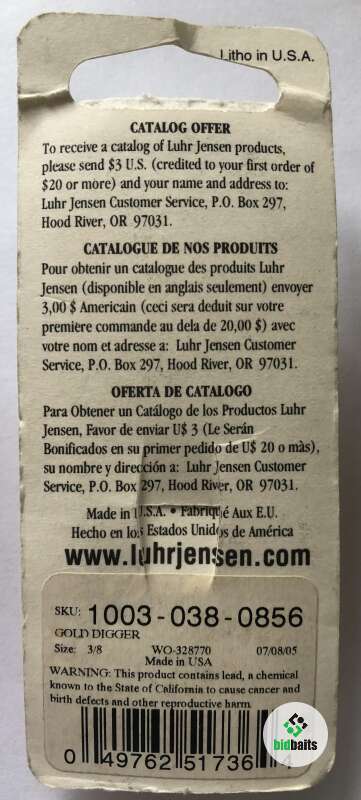 Litho in U.S.A.
CATALOG OFFER
To receive a catalog of Luhr Jensen products,
please send $3 U.S. (credited to your first order of
$20 or more) and your name and address to:
Luhr Jensen Customer Service, P.O. Box 297,
Hood River, OR 97031.
CATALOGUE DE NOS PRODUITS
Pour obtenir un catalogue des produits Luhr
Jensen (disponible en anglais seulement) envoyer
3,00 $ Americain (ceci sera deduit sur votre
première commande au dela de 20,00 $) avec
votre nom et adresse a: Luhr Jensen Customer
Service, P.O. Box 297, Hood River, OR 97031.
OFERTA DE CATALOGO
Para Obtener un Catálogo de los Productos Luhr
Jensen, Favor de enviar U$ 3 (Le Serán
Bonificados en su primer pedido de U$ 20 o màs),
su nombre y dirección a: Luhr Jensen Customer
Service, P.O. Box 297, Hood River, OR 97031.
Made in U.S.A. • Fabriqué Aux E.U.
Hecho en los Estados Unidos de América
www.luhrjensen.com
SKU: 1003-038-0856
GOLD DIGGER
Size: 3/8 WO-328770 07/08/05
Made in USA
WARNING: This product contains lead, a chemical
known to the State of California to cause cancer and
birth defects and other reproductive harm.
0 49762 51736 4
bidbaits